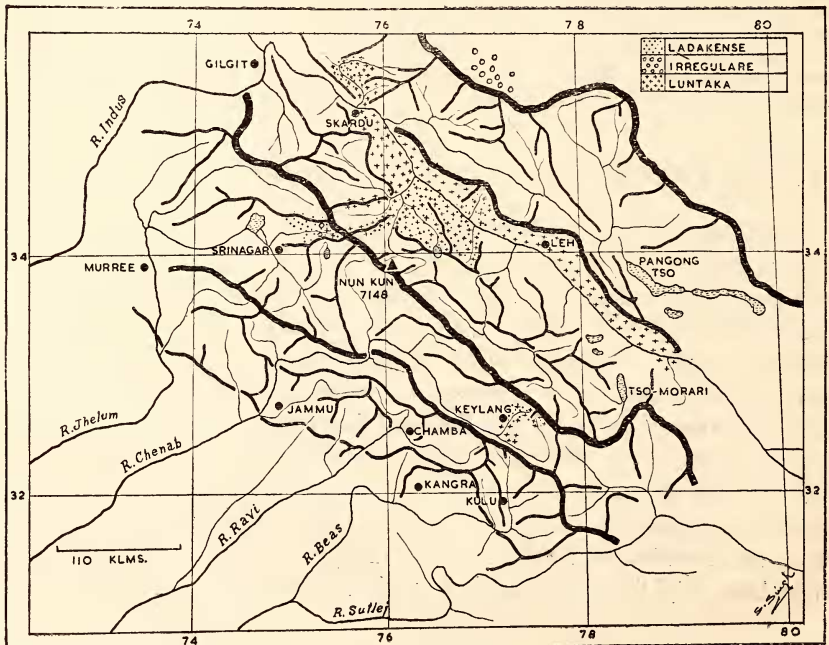 74
76
78
80
LADAKENSE
IRREGULARE
LUNTAKA
GILGIT
R. Indus
SKARDU
SRINAGAR
LEH
34
34
MURREE
PANGONG
TSO
NUN KUN
7148
TSO-MORARI
KEYLANG
JAMMU
R. Jhelum
CHAMBA
R. Chenab
KANGRA
32
32
KULU
R. Ravi
R. Beas
110 KLMS.
R. Sutlej
S. Singh
74
76
78
80